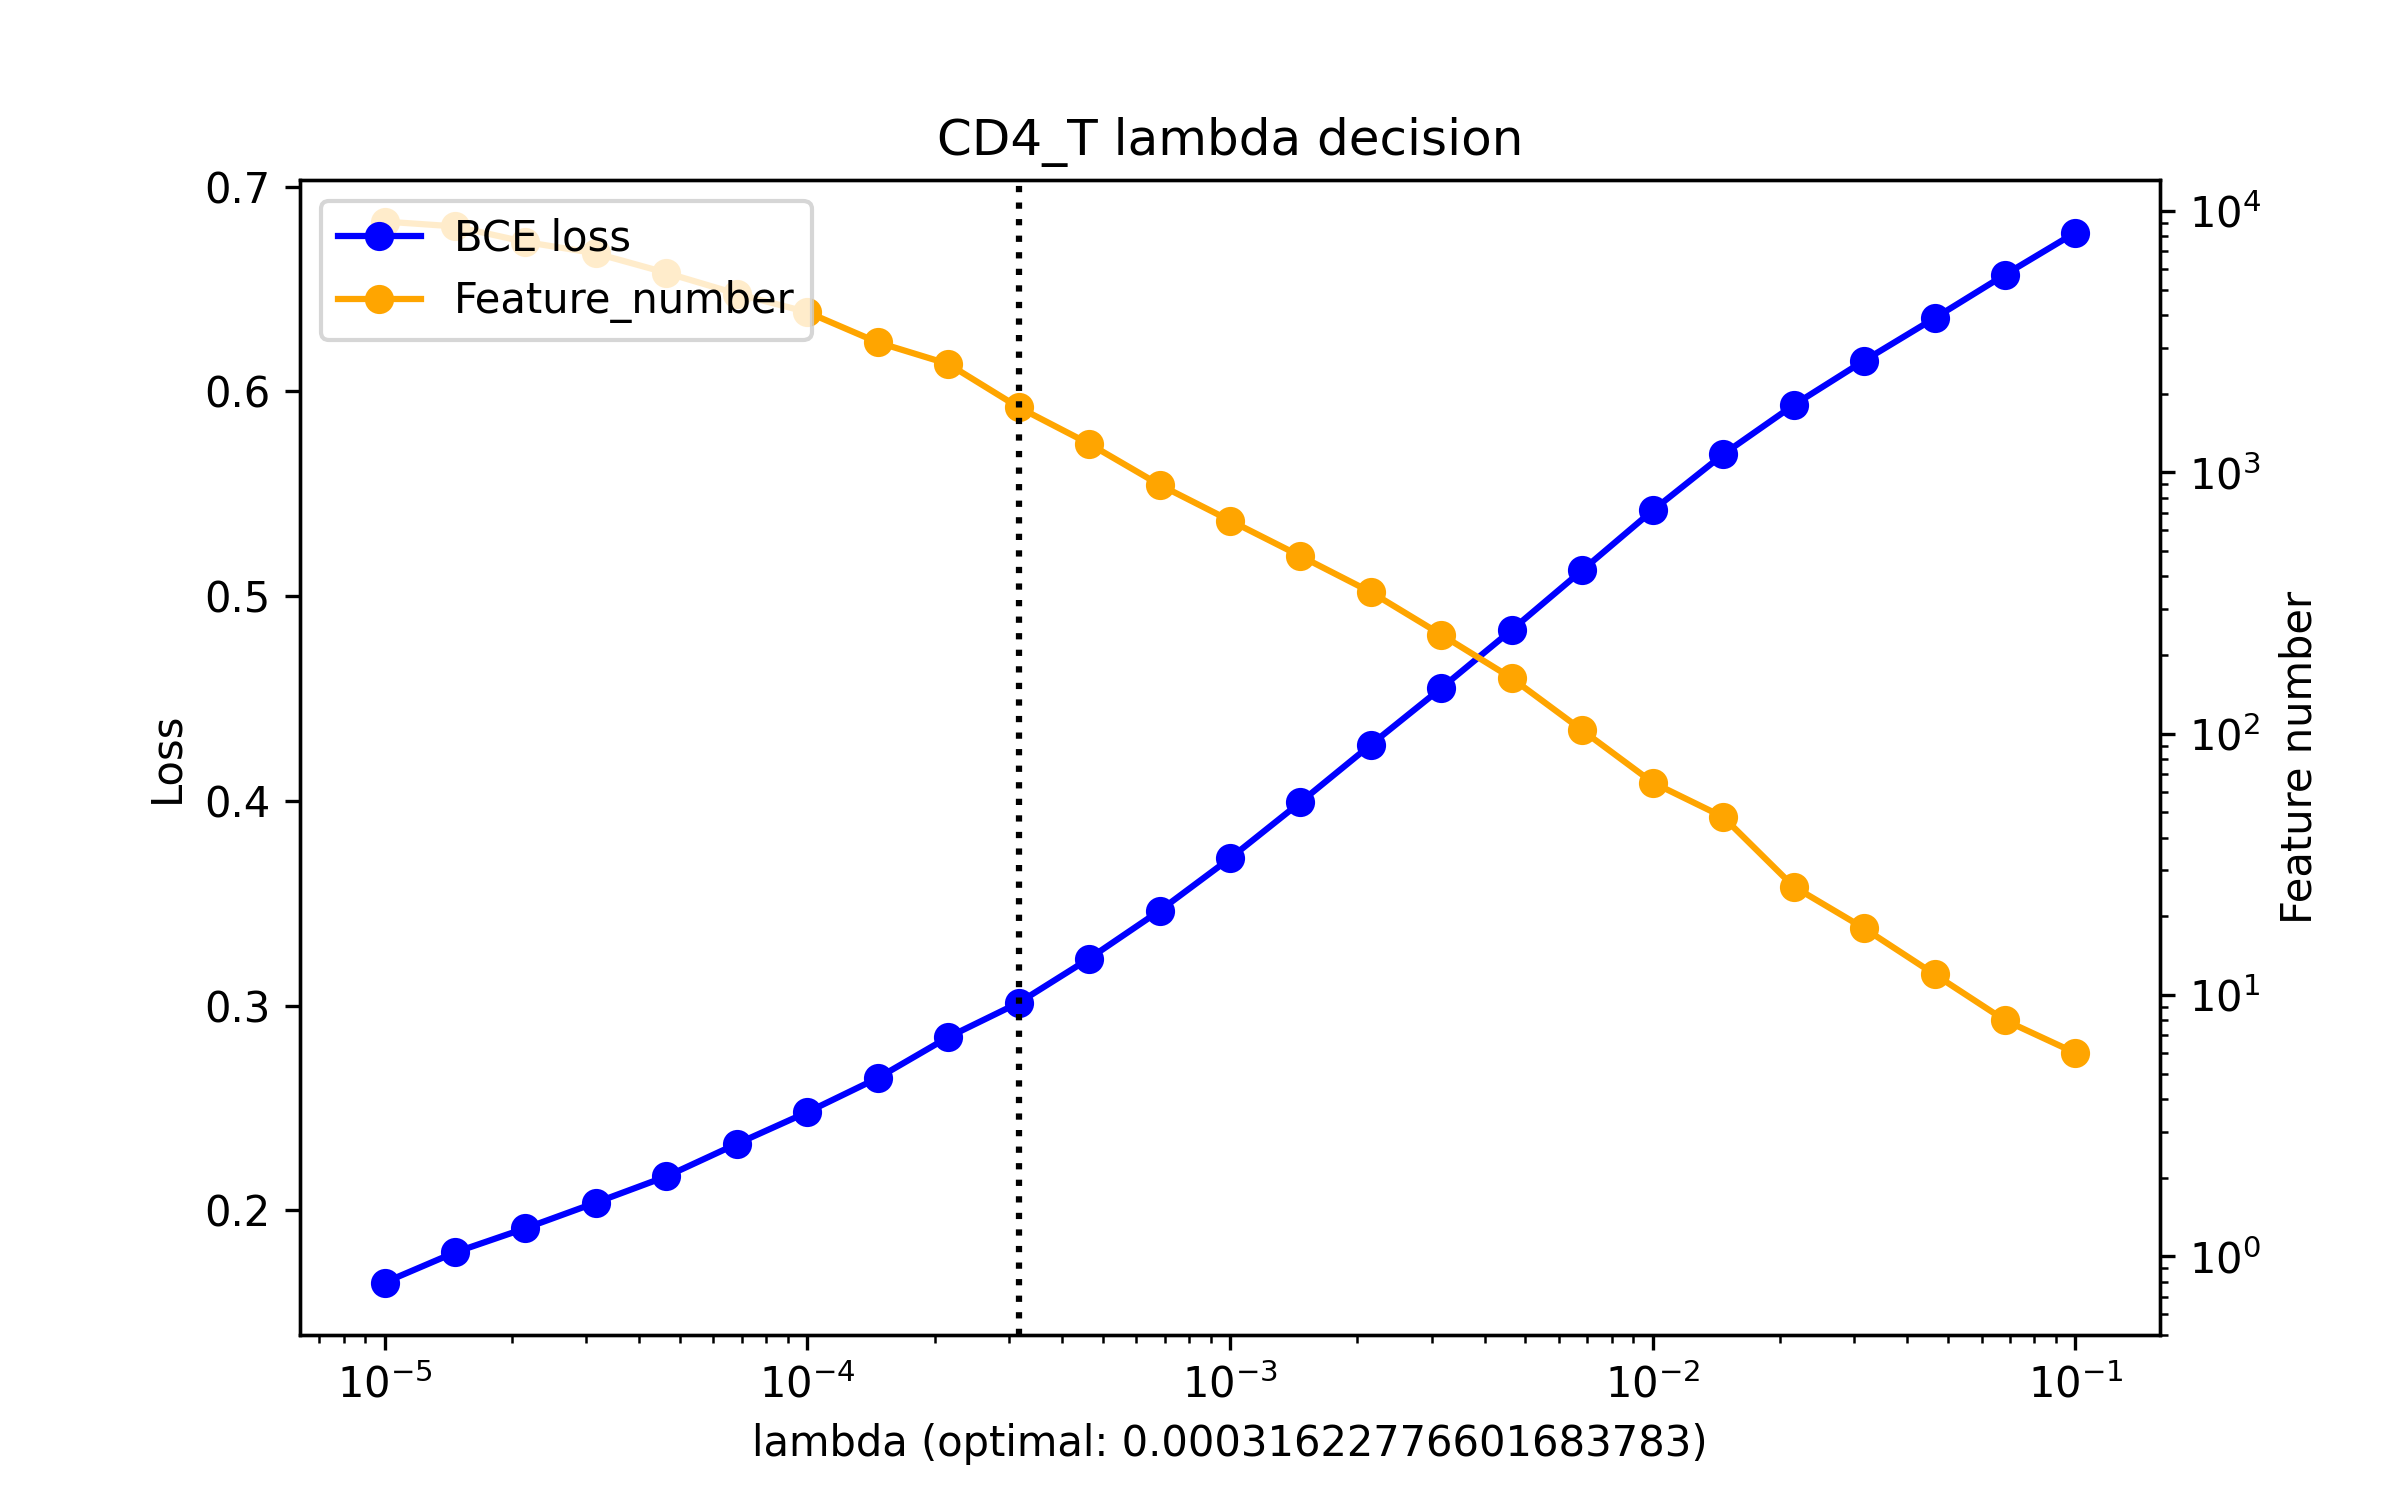 CD4_T lambda decision
BCE loss
Feature_number
Loss
0.7
0.6
0.5
0.4
0.3
0.2
10⁴
10³
10²
10¹
10⁰
Feature number
10⁻⁵ 10⁻⁴ 10⁻³ 10⁻² 10⁻¹
lambda (optimal: 0.00031622776601683783)